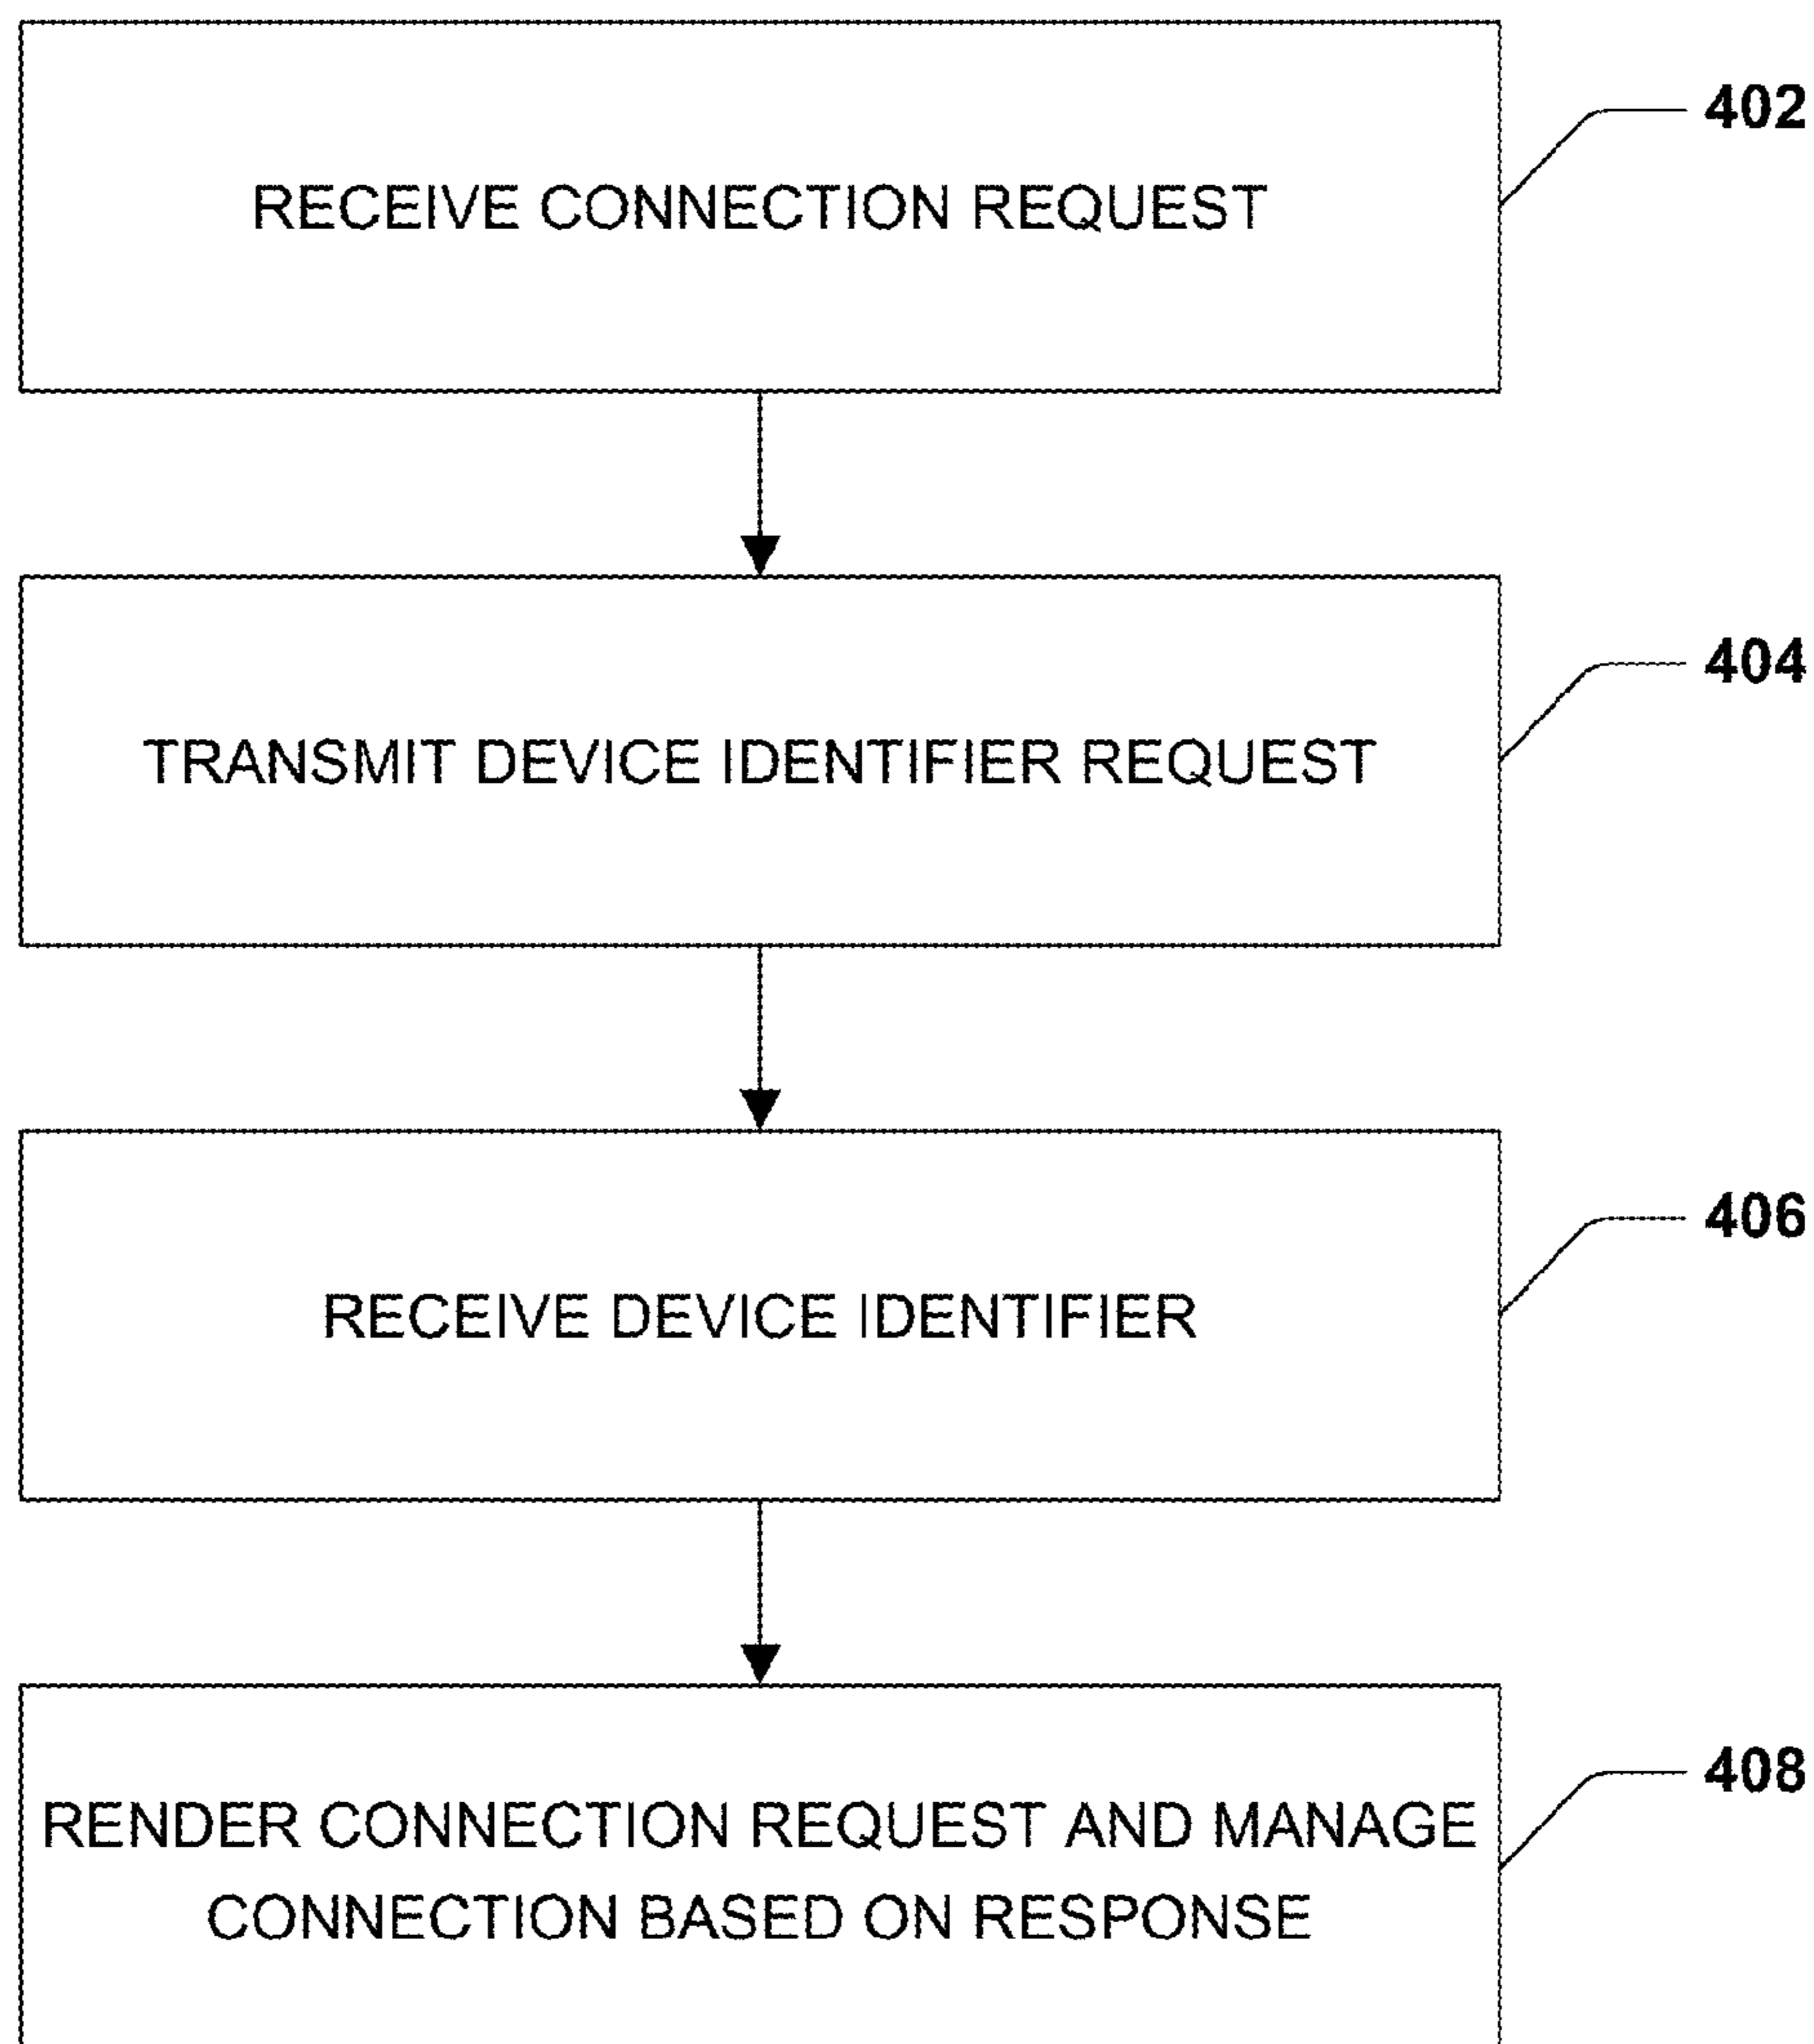 RECEIVE CONNECTION REQUEST
402
TRANSMIT DEVICE IDENTIFIER REQUEST
404
RECEIVE DEVICE IDENTIFIER
406
RENDER CONNECTION REQUEST AND MANAGE
CONNECTION BASED ON RESPONSE
408